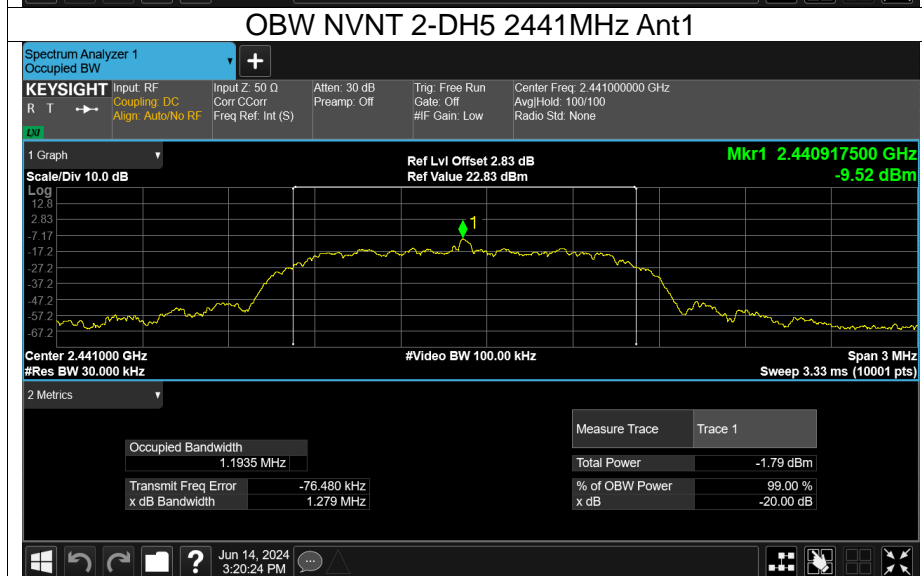 OBW NVNT 2-DH5 2441MHz Ant1
Spectrum Analyzer 1
Occupied BW
+
KEYSIGHT Input: RF Input Z: 50 Ω Atten: 30 dB Trig: Free Run Center Freq: 2.441000000 GHz
R T Coupling: DC Corr CCorr Preamp: Off Gate: Off Avg|Hold: 100/100
Align: Auto/No RF Freq Ref: Int (S) #IF Gain: Low Radio Std: None
LXI
1 Graph Ref Lvl Offset 2.83 dB Mkr1 2.440917500 GHz
Scale/Div 10.0 dB Ref Value 22.83 dBm -9.52 dBm
Log
12.8
2.83
1
-7.17
-17.2
-27.2
-37.2
-47.2
-57.2
-67.2
Center 2.441000 GHz #Video BW 100.00 kHz Span 3 MHz
#Res BW 30.000 kHz Sweep 3.33 ms (10001 pts)
2 Metrics
Measure Trace Trace 1
Occupied Bandwidth
1.1935 MHz Total Power -1.79 dBm
Transmit Freq Error -76.480 kHz % of OBW Power 99.00 %
x dB Bandwidth 1.279 MHz x dB -20.00 dB
? Jun 14, 2024
3:20:24 PM